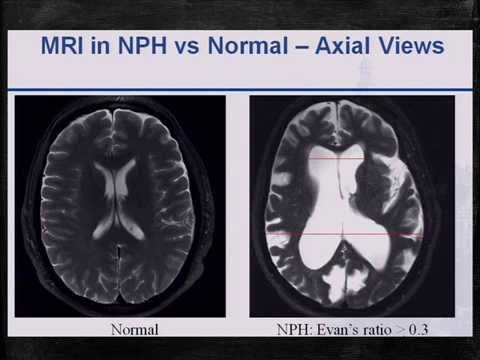 MRI in NPH vs Normal – Axial Views
Normal
NPH: Evan's ratio > 0.3